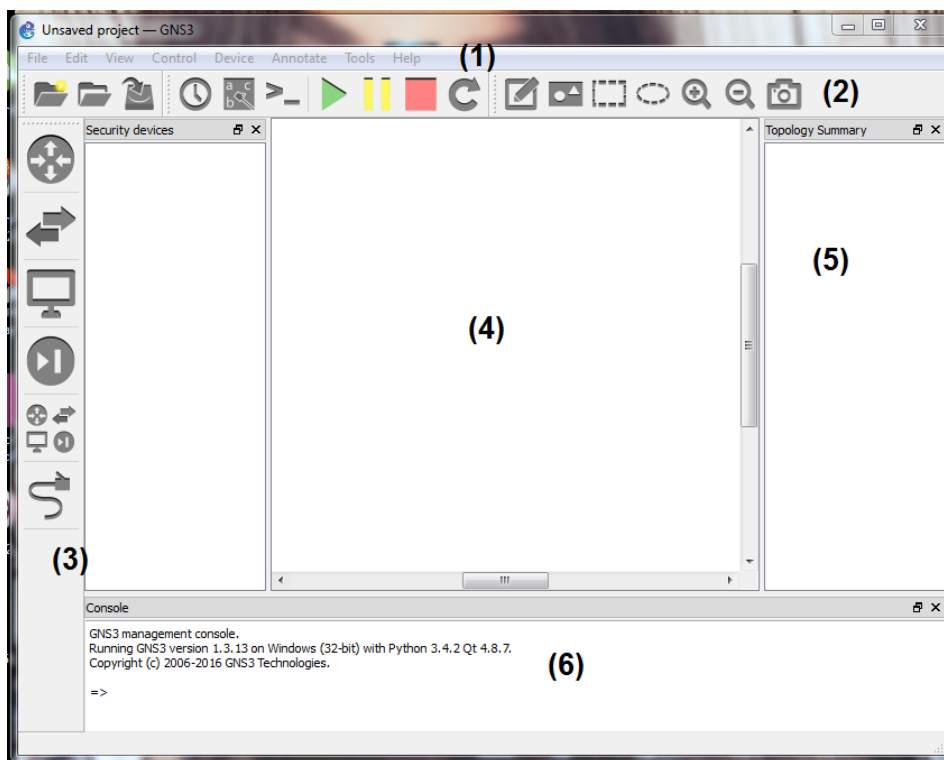 Unsaved project — GNS3
File Edit View Control Device Annotate Tools Help
(1)
a c
b
>_
(2)
Security devices
Topology Summary
(5)
(4)
(3)
Console
GNS3 management console.
Running GNS3 version 1.3.13 on Windows (32-bit) with Python 3.4.2 Qt 4.8.7.
Copyright (c) 2006-2016 GNS3 Technologies.
(6)
=>